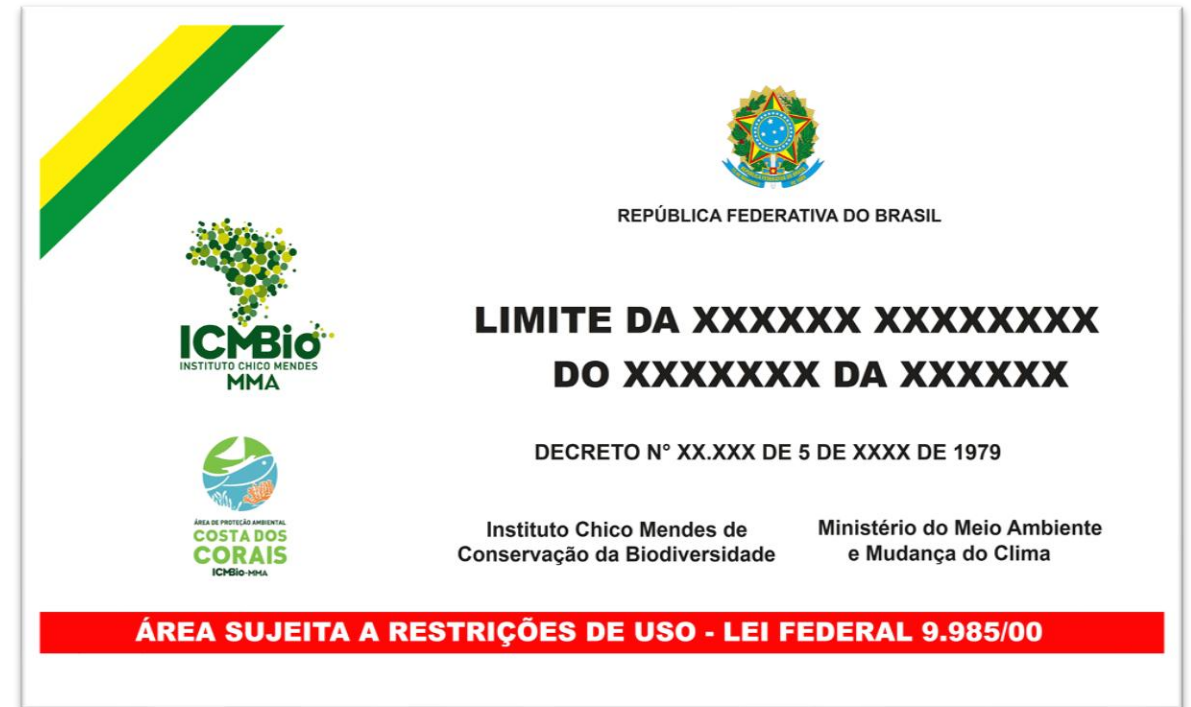 REPÚBLICA FEDERATIVA DO BRASIL
LIMITE DA XXXXXX XXXXXXXX
DO XXXXXXX DA XXXXXX
DECRETO N° XX.XXX DE 5 DE XXXX DE 1979
Instituto Chico Mendes de
Conservação da Biodiversidade
Ministério do Meio Ambiente
e Mudança do Clima
ICMBio
INSTITUTO CHICO MENDES
MMA
ÁREA DE PROTEÇÃO AMBIENTAL
COSTA DOS
CORAIS
ICMBio-MMA
ÁREA SUJEITA A RESTRIÇÕES DE USO - LEI FEDERAL 9.985/00